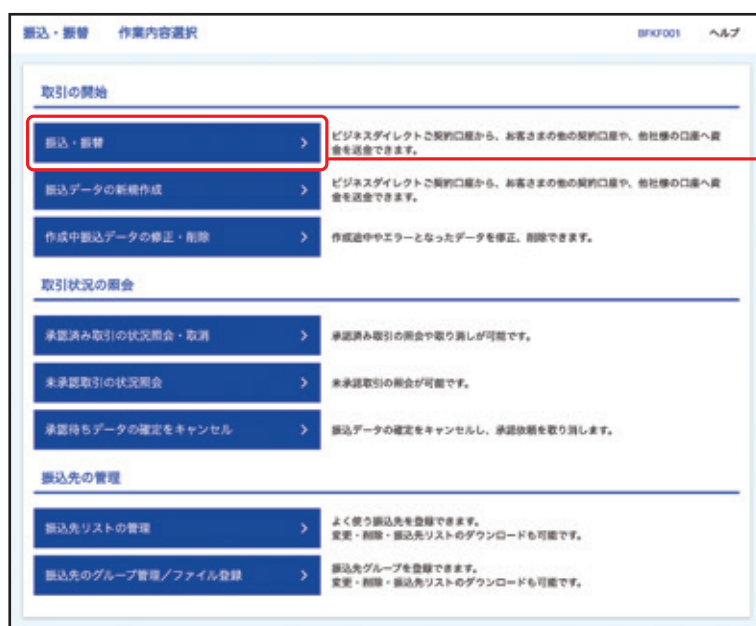 振込・振替　作業内容選択　BFKF001　ヘルプ
取引の開始
振込・振替
ビジネスダイレクトご契約口座から、お客さまの他の契約口座や、他社様の口座へ資
金を送金できます。
振込データの新規作成
ビジネスダイレクトご契約口座から、お客さまの他の契約口座や、他社様の口座へ資
金を送金できます。
作成中振込データの修正・削除
作成途中やエラーとなったデータを修正、削除できます。
取引状況の照会
承認済み取引の状況照会・取消
承認済み取引の照会や取り消しが可能です。
未承認取引の状況照会
未承認取引の照会が可能です。
承認待ちデータの確定をキャンセル
振込データの確定をキャンセルし、承認依頼を取り消します。
振込先の管理
振込先リストの管理
よく使う振込先を登録できます。
変更・削除・振込先リストのダウンロードも可能です。
振込先のグループ管理／ファイル登録
振込先グループを登録できます。
変更・削除・振込先リストのダウンロードも可能です。